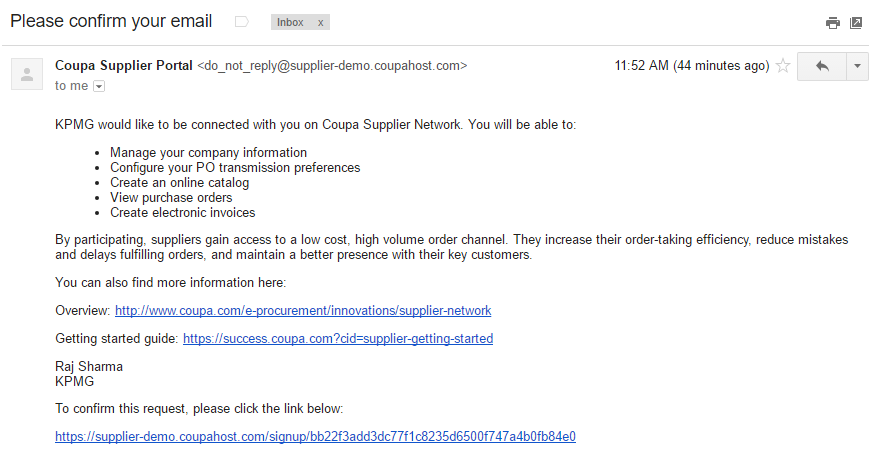 Please confirm your email
Inbox x
Coupa Supplier Portal <do_not_reply@supplier-demo.coupahost.com>
11:52 AM (44 minutes ago)
to me
KPMG would like to be connected with you on Coupa Supplier Network. You will be able to:
• Manage your company information
• Configure your PO transmission preferences
• Create an online catalog
• View purchase orders
• Create electronic invoices
By participating, suppliers gain access to a low cost, high volume order channel. They increase their order-taking efficiency, reduce mistakes
and delays fulfilling orders, and maintain a better presence with their key customers.
You can also find more information here:
Overview: http://www.coupa.com/e-procurement/innovations/supplier-network
Getting started guide: https://success.coupa.com?cid=supplier-getting-started
Raj Sharma
KPMG
To confirm this request, please click the link below:
https://supplier-demo.coupahost.com/signup/bb22f3add3dc77f1c8235d6500f747a4b0fb84e0